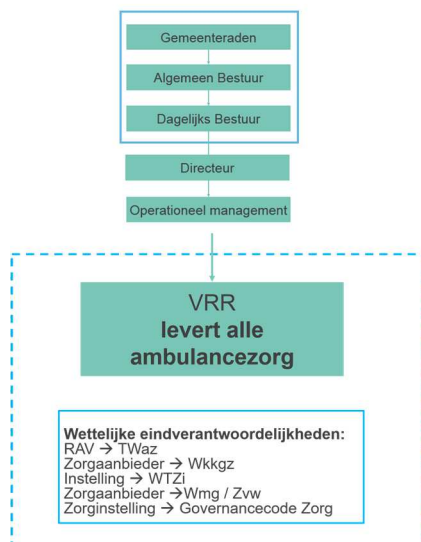 Gemeenteraden
Algemeen Bestuur
Dagelijks Bestuur
Directeur
Operationeel management
VRR
levert alle
ambulancezorg
Wettelijke eindverantwoordelijkheden:
RAV → TWaz
Zorgaanbieder → Wkkgz
Instelling → WTZi
Zorgaanbieder →Wmg / Zvw
Zorginstelling → Governancecode Zorg